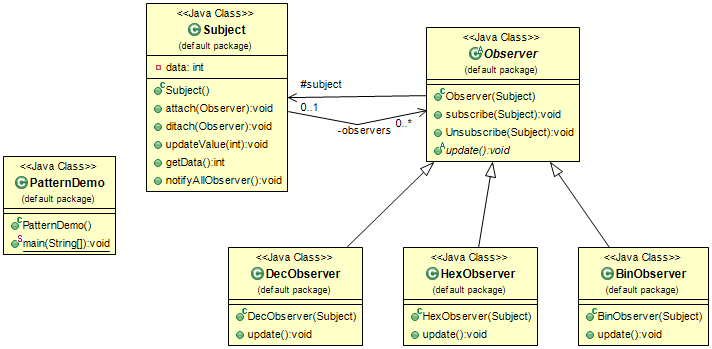 <<Java Class>>
Subject
(default package)
data: int
Subject()
attach(Observer):void
ditach(Observer):void
updateValue(int):void
getData():int
notifyAllObserver():void
#subject
0..1
-observers
0..*
<<Java Class>>
Observer
(default package)
Observer(Subject)
subscribe(Subject):void
Unsubscribe(Subject):void
update():void
<<Java Class>>
PatternDemo
(default package)
PatternDemo()
main(String[]):void
<<Java Class>>
DecObserver
(default package)
DecObserver(Subject)
update():void
<<Java Class>>
HexObserver
(default package)
HexObserver(Subject)
update():void
<<Java Class>>
BinObserver
(default package)
BinObserver(Subject)
update():void